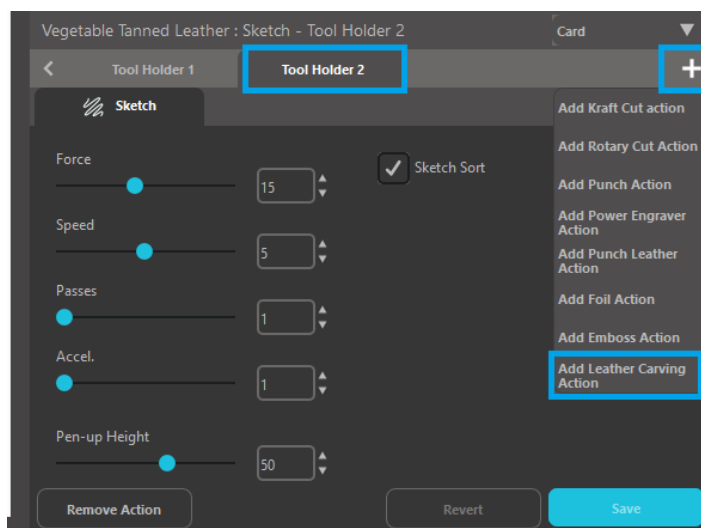 Vegetable Tanned Leather : Sketch - Tool Holder 2
Card
Tool Holder 1
Tool Holder 2
Sketch
Force
15
Sketch Sort
Speed
5
Passes
1
Accel.
1
Pen-up Height
50
Add Kraft Cut action
Add Rotary Cut Action
Add Punch Action
Add Power Engraver
Action
Add Punch Leather
Action
Add Foil Action
Add Emboss Action
Add Leather Carving
Action
Remove Action
Revert
Save